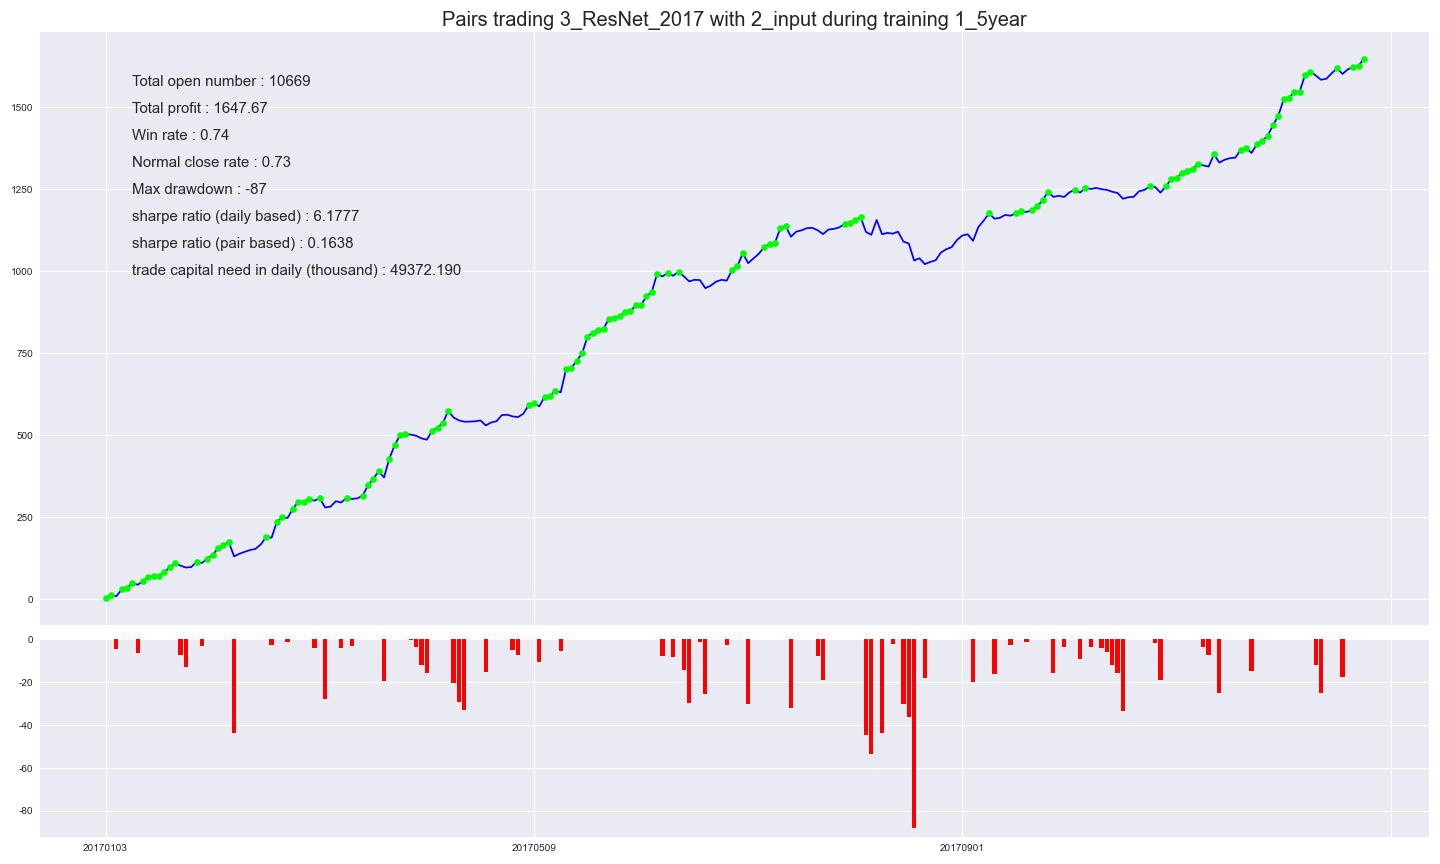 Pairs trading 3_ResNet_2017 with 2_input during training 1_5year
Total open number : 10669
Total profit : 1647.67
Win rate : 0.74
Normal close rate : 0.73
Max drawdown : -87
sharpe ratio (daily based) : 6.1777
sharpe ratio (pair based) : 0.1638
trade capital need in daily (thousand) : 49372.190
1500
1250
1000
750
500
250
0
0
-20
-40
-60
-80
20170103
20170509
20170901